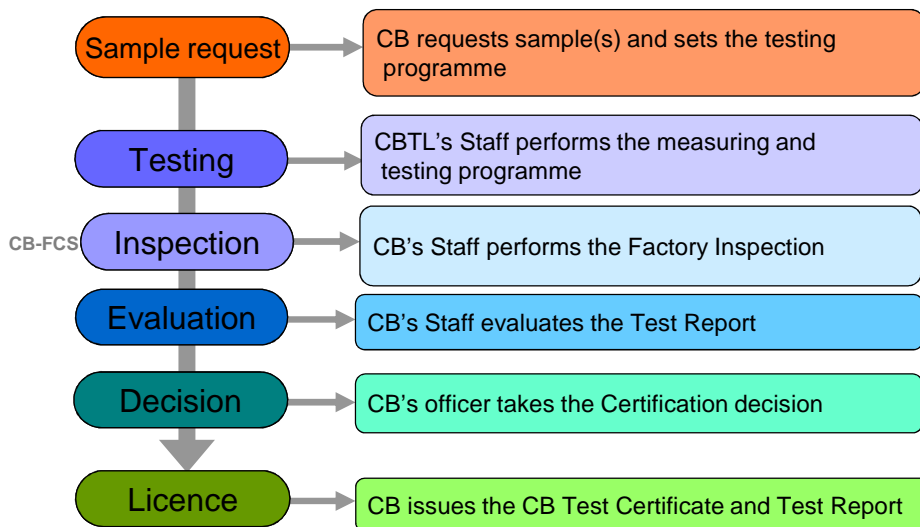 Sample request
CB requests sample(s) and sets the testing
programme
Testing
CBTL's Staff performs the measuring and
testing programme
CB-FCS
Inspection
CB's Staff performs the Factory Inspection
Evaluation
CB's Staff evaluates the Test Report
Decision
CB's officer takes the Certification decision
Licence
CB issues the CB Test Certificate and Test Report